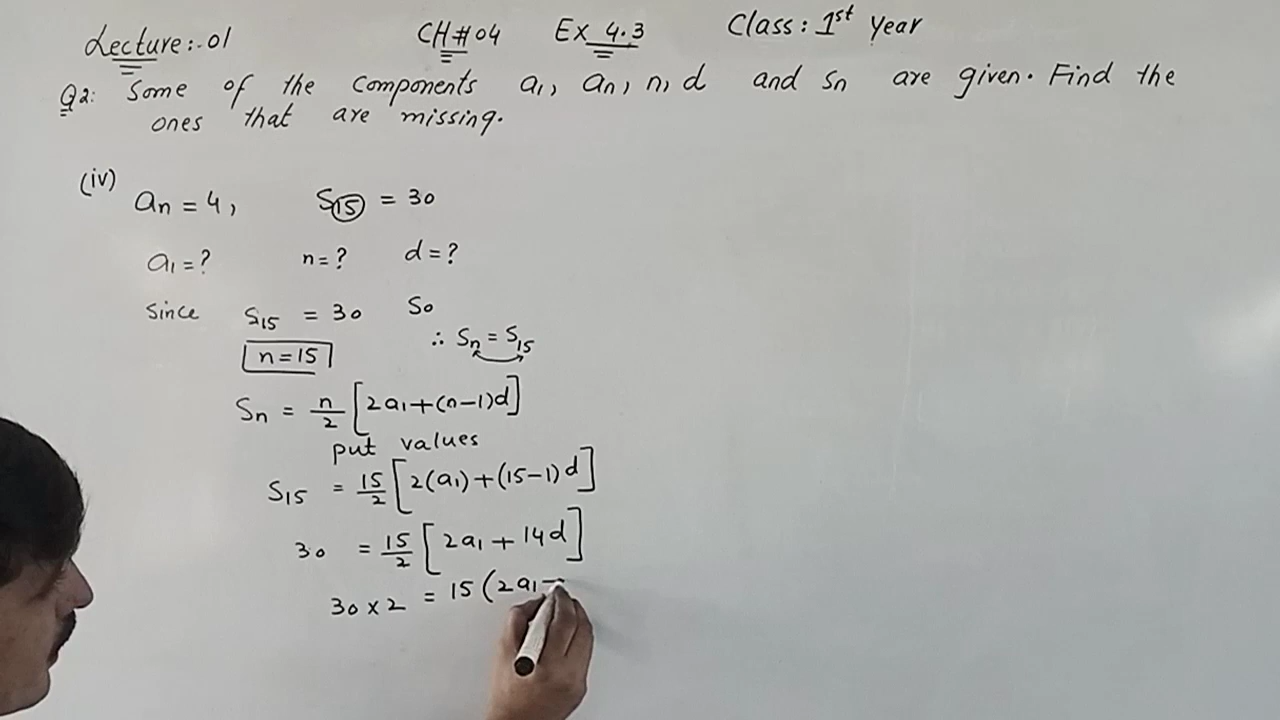 Lecture:-01 CH#04 Ex 4.3 Class: 1st Year
Q2: Some of the components a₁, an, n, d and Sn are given. Find the
ones that are missing.
(iv) an = 4, S₁₅ = 30
a₁ = ? n = ? d = ?
since S₁₅ = 30 So
∴ Sn = S₁₅
n = 15
Sn = n/2 [2a₁ + (n-1)d]
put values
S₁₅ = 15/2 [2(a₁) + (15-1)d]
30 = 15/2 [2a₁ + 14d]
30 × 2 = 15 (2a₁